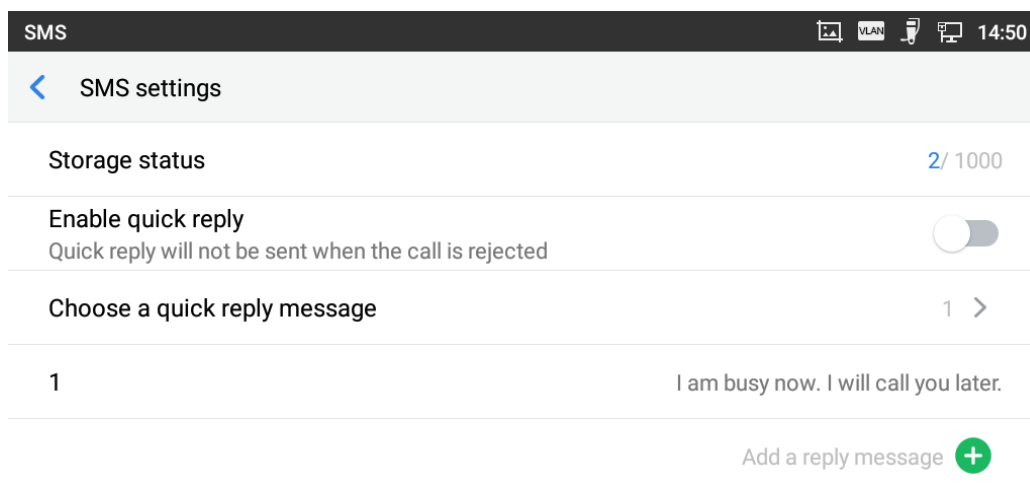 SMS
VLAN
14:50
SMS settings
Storage status
2/ 1000
Enable quick reply
Quick reply will not be sent when the call is rejected
Choose a quick reply message
1
1
I am busy now. I will call you later.
Add a reply message